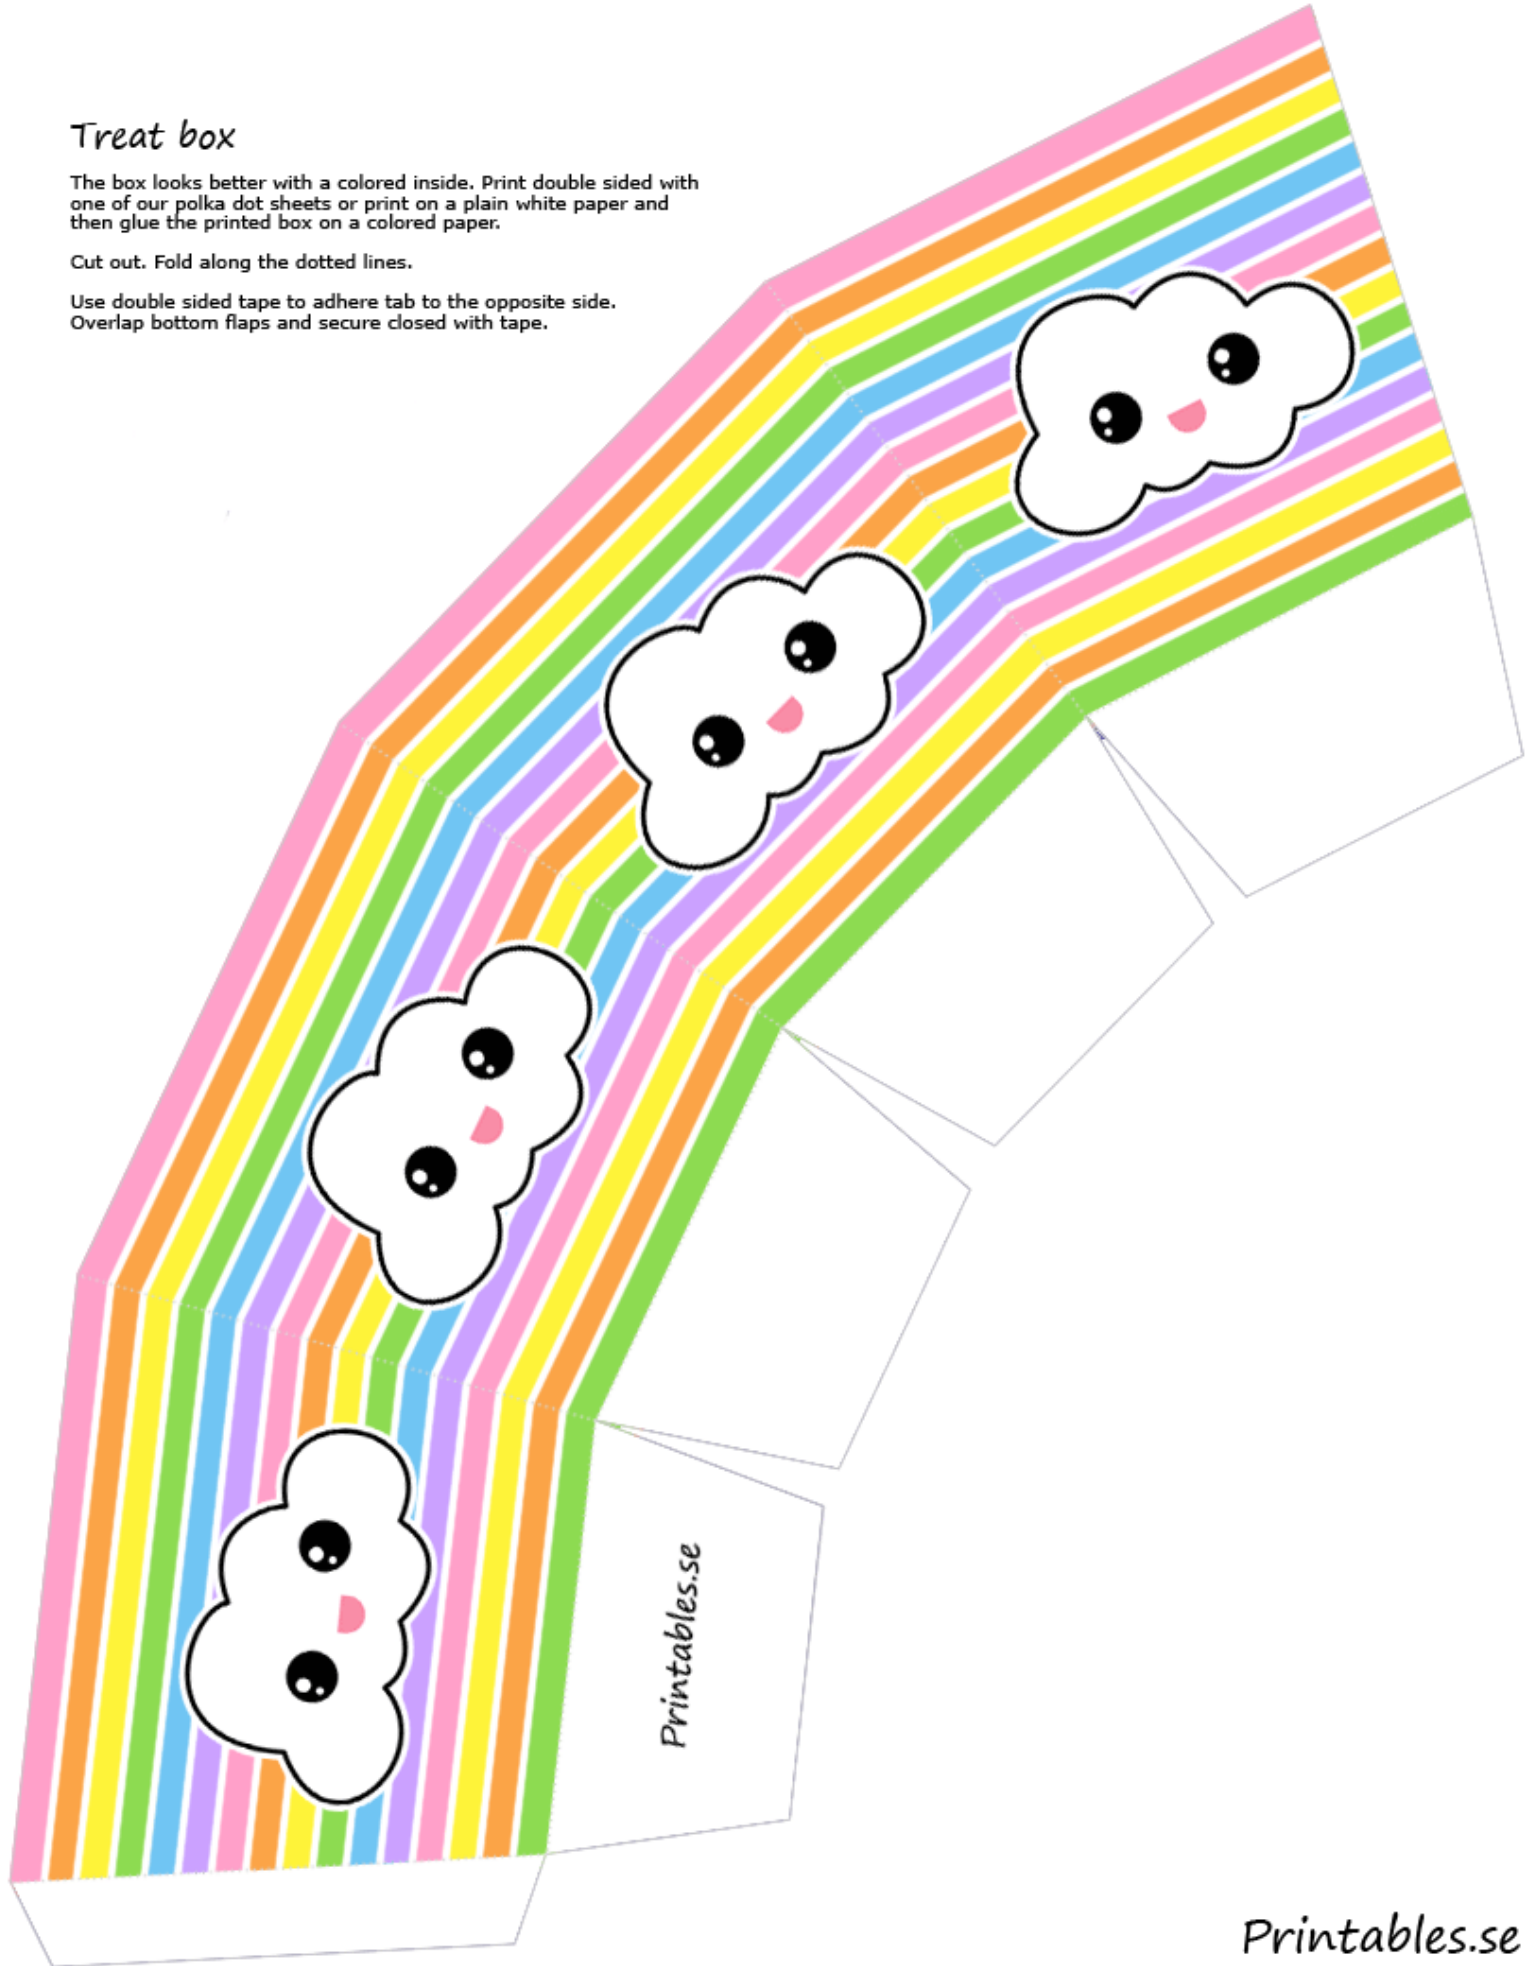 Treat box
The box looks better with a colored inside. Print double sided with
one of our polka dot sheets or print on a plain white paper and
then glue the printed box on a colored paper.
Cut out. Fold along the dotted lines.
Use double sided tape to adhere tab to the opposite side.
Overlap bottom flaps and secure closed with tape.
Printables.se
Printables.se